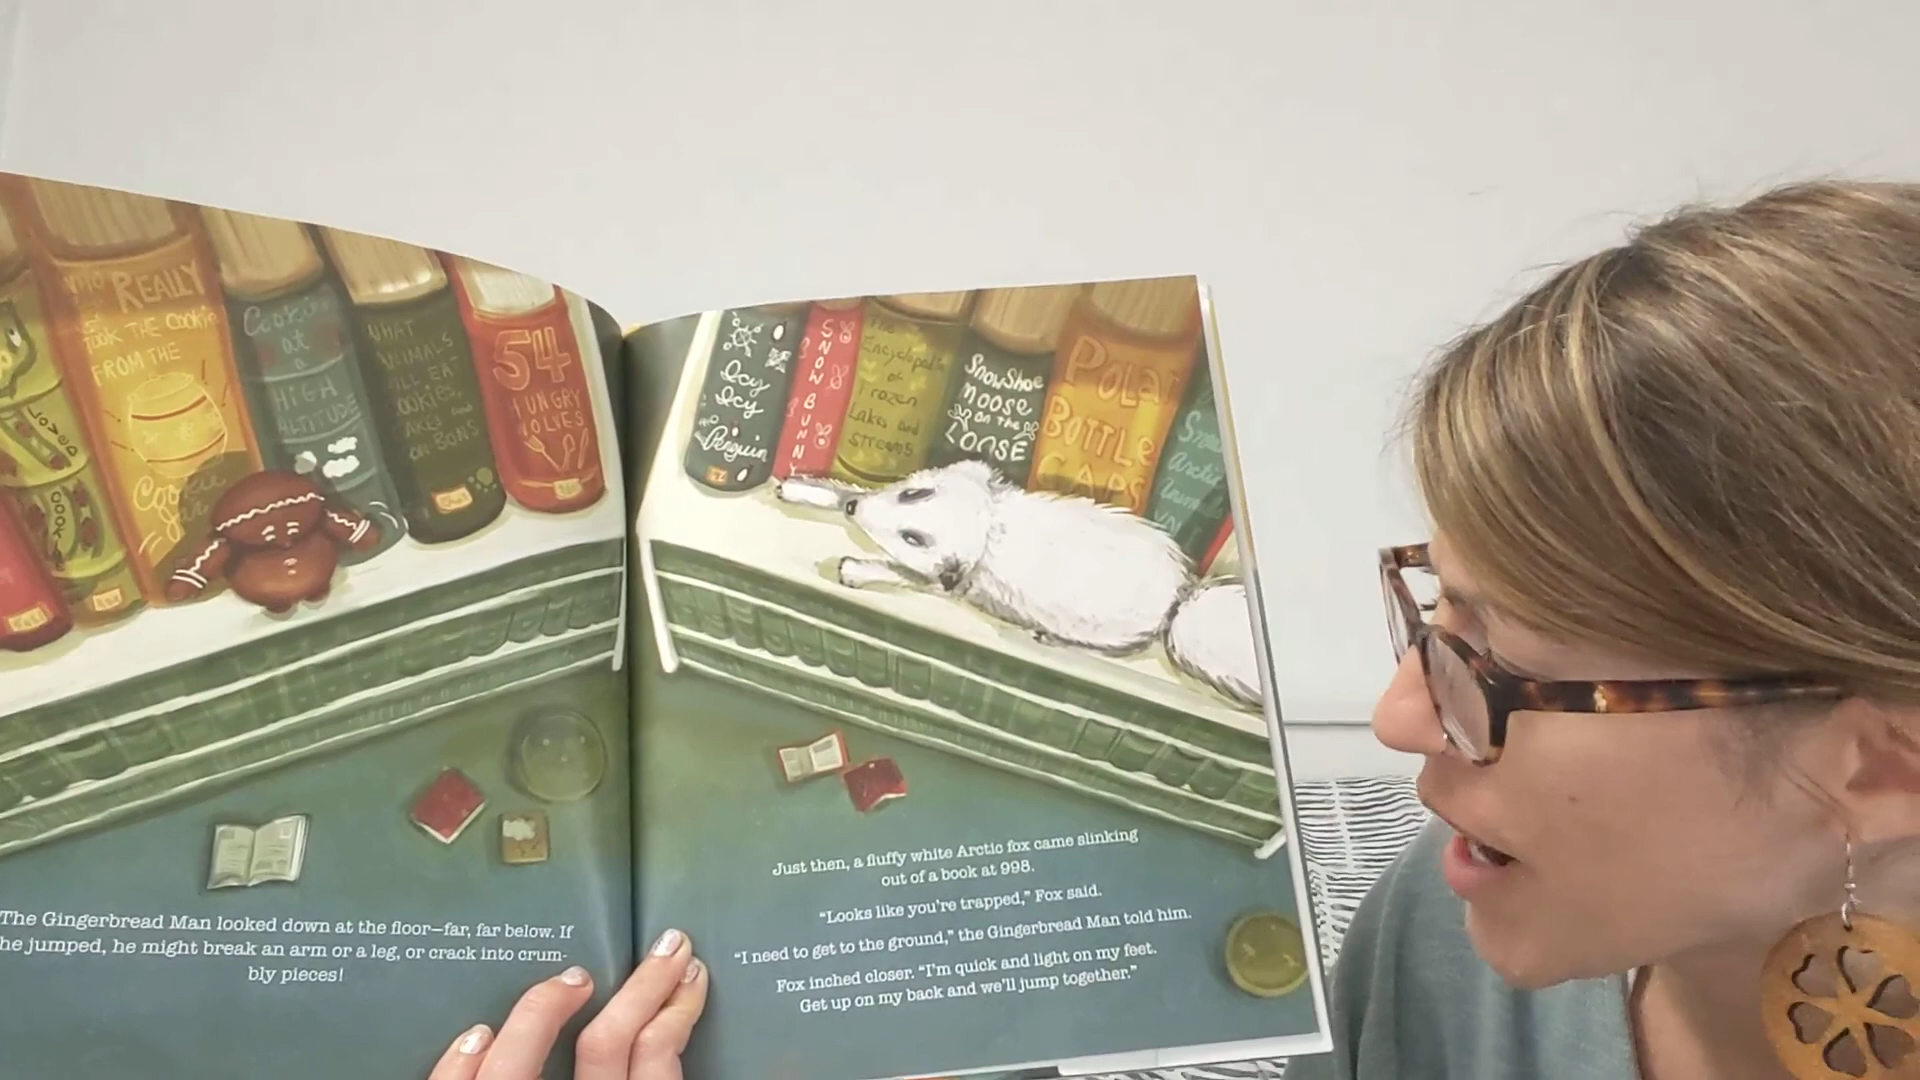 WHO
REALLY
TOOK THE COOKIE
FROM THE
Cookie
Jar
Cooking
at
a
HIGH
ALTITUDE
WHAT
ANIMALS
WILL EAT
COOKIES,
CAKES and
OR BONS
54
HUNGRY
WOLVES
Icy
Icy
Penguin
SNOW BUNNY
The
Encyclopedia
of
Frozen
Lakes and
streams
SnowShoe
MOOSE
ON THE
LOOSE
POLAR
BOTTLE
CAPS
Arctic
The Gingerbread Man looked down at the floor—far, far below. If
he jumped, he might break an arm or a leg, or crack into crum-
bly pieces!
Just then, a fluffy white Arctic fox came slinking
out of a book at 998.
“Looks like you’re trapped,” Fox said.
“I need to get to the ground,” the Gingerbread Man told him.
Fox inched closer. “I’m quick and light on my feet.
Get up on my back and we’ll jump together.”